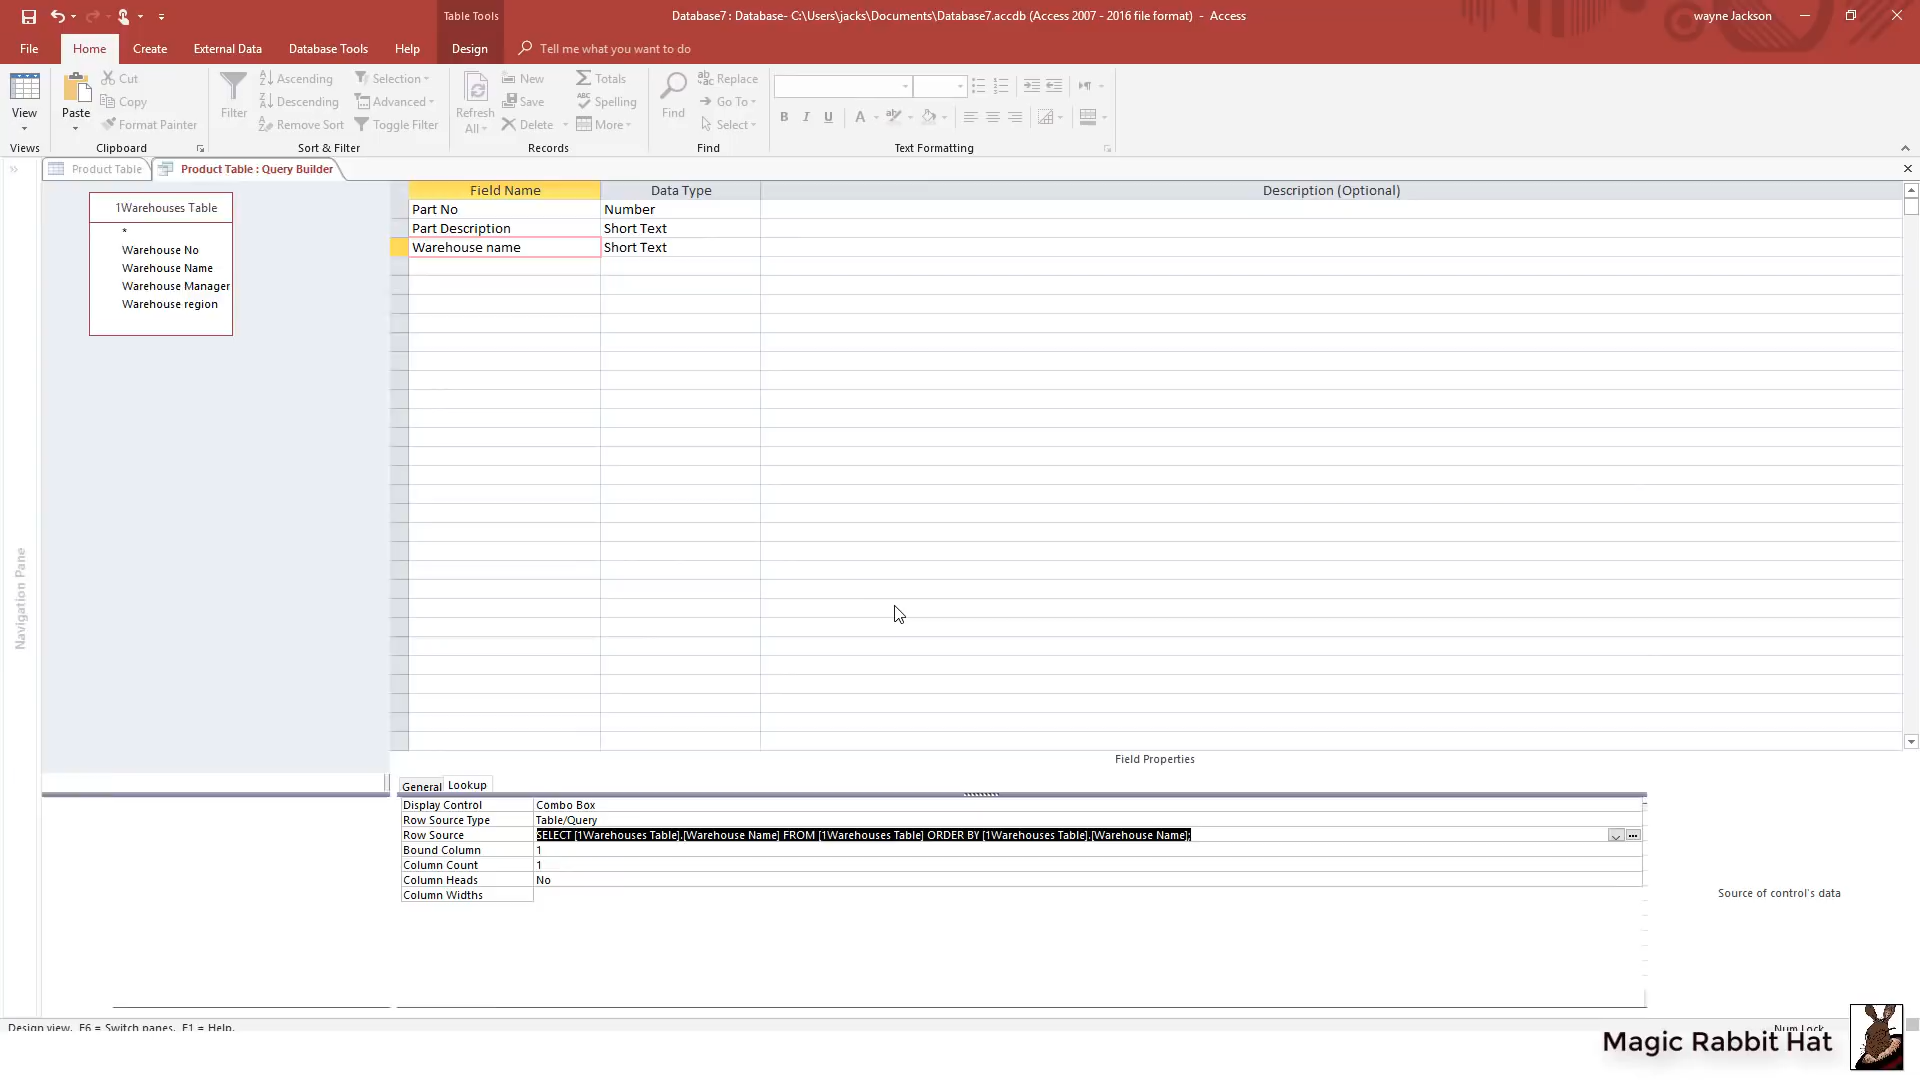 Table Tools
Database7 : Database- C:\Users\jacks\Documents\Database7.accdb (Access 2007 - 2016 file format) - Access
wayne Jackson
File Home Create External Data Database Tools Help Design Tell me what you want to do
View
Views
Paste
Cut
Copy
Format Painter
Clipboard
Filter
Ascending
Descending
Remove Sort
Selection
Advanced
Toggle Filter
Sort & Filter
Refresh
All
New
Save
Delete
Totals
Spelling
More
Records
Find
Replace
Go To
Select
Find
B I U A
Text Formatting
Product Table
Product Table : Query Builder
Navigation Pane
1Warehouses Table
*
Warehouse No
Warehouse Name
Warehouse Manager
Warehouse region
Field Name Data Type Description (Optional)
Part No Number
Part Description Short Text
Warehouse name Short Text
Field Properties
General Lookup
Display Control Combo Box
Row Source Type Table/Query
Row Source SELECT [1Warehouses Table].[Warehouse Name] FROM [1Warehouses Table] ORDER BY [1Warehouses Table].[Warehouse Name];
Bound Column 1
Column Count 1
Column Heads No
Column Widths
Source of control's data
Design view. F6 = Switch panes. F1 = Help.
Num Lock
Magic Rabbit Hat